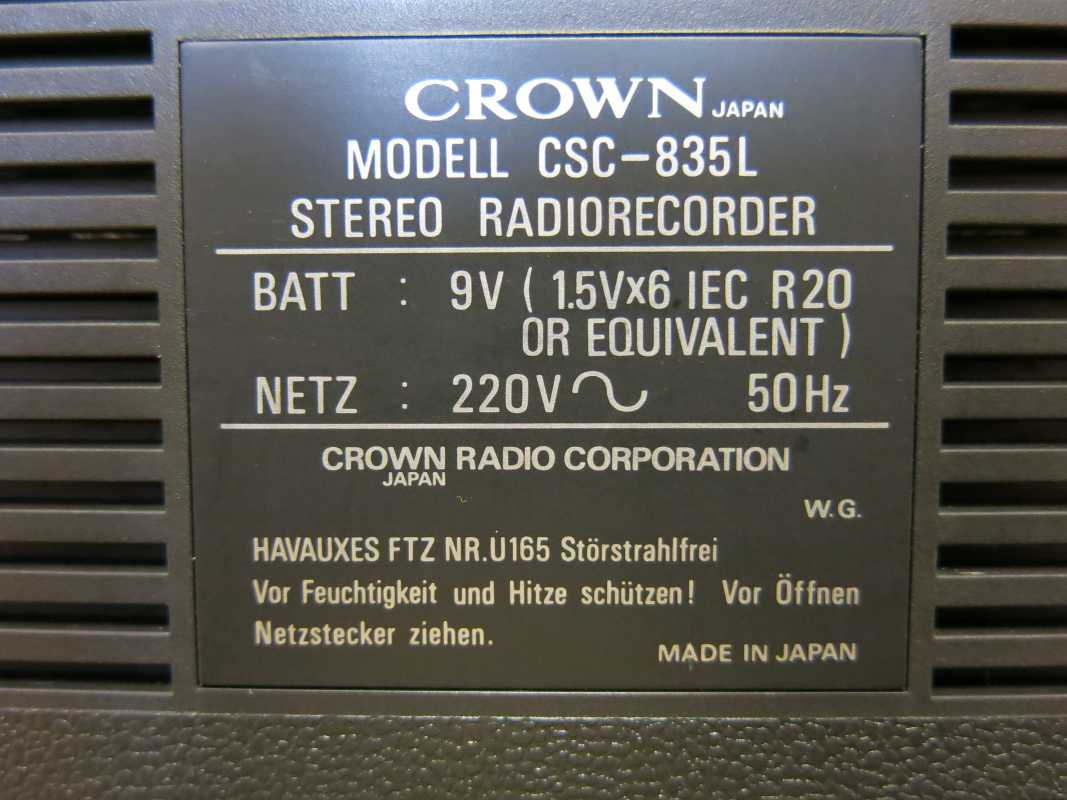 CROWN JAPAN
MODELL CSC-835L
STEREO RADIORECORDER
BATT : 9V ( 1.5Vx6 IEC R20
OR EQUIVALENT )
NETZ : 220V 50Hz
CROWN RADIO CORPORATION
JAPAN
W.G.
HAVAUXES FTZ NR.U165 Störstrahlfrei
Vor Feuchtigkeit und Hitze schützen! Vor Öffnen
Netzstecker ziehen.
MADE IN JAPAN